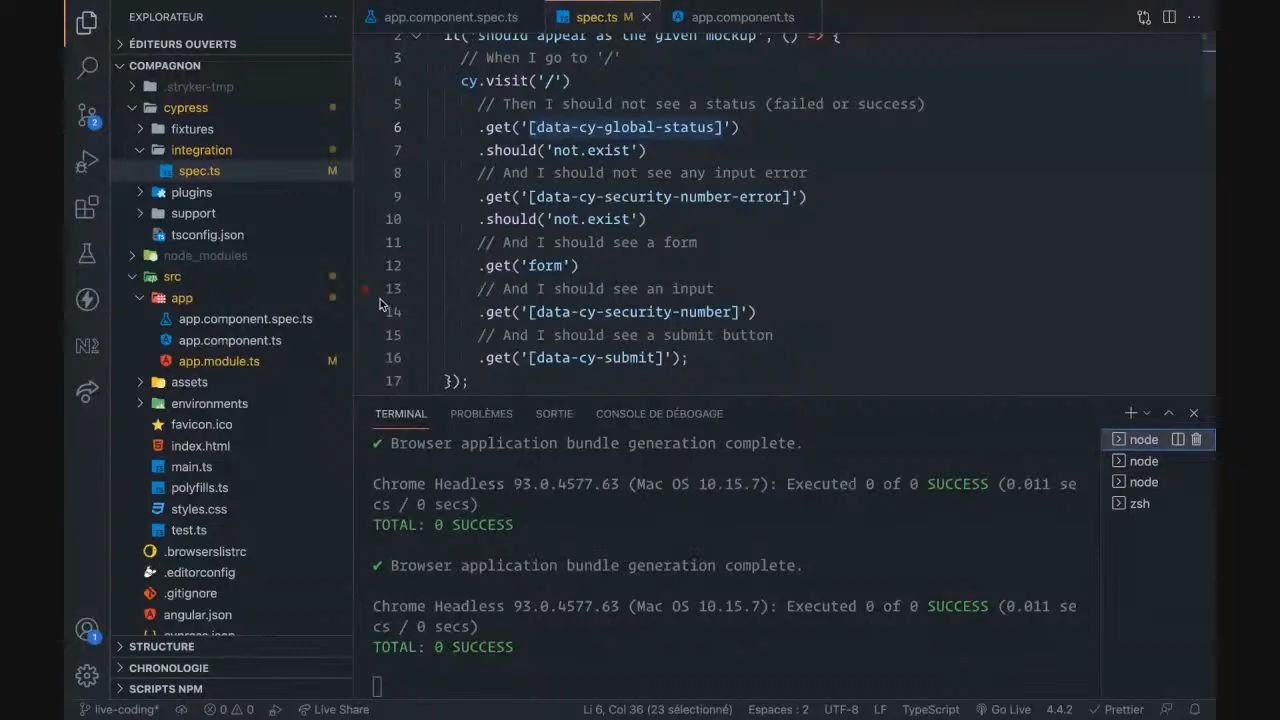 EXPLORATEUR
ÉDITEURS OUVERTS
COMPAGNON
.stryker-tmp
cypress
fixtures
integration
spec.ts M
plugins
support
tsconfig.json
node_modules
src
app
app.component.spec.ts
app.component.ts
app.module.ts M
assets
environments
favicon.ico
index.html
main.ts
polyfills.ts
styles.css
test.ts
.browserslistrc
.editorconfig
.gitignore
angular.json
cypress.json
STRUCTURE
CHRONOLOGIE
SCRIPTS NPM
2
N2
1
app.component.spec.ts spec.ts M app.component.ts
2 it('should appear as the given mockup', () => {
3 // When I go to '/'
4 cy.visit('/')
5 // Then I should not see a status (failed or success)
6 .get('[data-cy-global-status]')
7 .should('not.exist')
8 // And I should not see any input error
9 .get('[data-cy-security-number-error]')
10 .should('not.exist')
11 // And I should see a form
12 .get('form')
13 // And I should see an input
14 .get('[data-cy-security-number]')
15 // And I should see a submit button
16 .get('[data-cy-submit]');
17 });
TERMINAL PROBLÈMES SORTIE CONSOLE DE DÉBOGAGE
✔ Browser application bundle generation complete.
Chrome Headless 93.0.4577.63 (Mac OS 10.15.7): Executed 0 of 0 SUCCESS (0.011 se
cs / 0 secs)
TOTAL: 0 SUCCESS
✔ Browser application bundle generation complete.
Chrome Headless 93.0.4577.63 (Mac OS 10.15.7): Executed 0 of 0 SUCCESS (0.011 se
cs / 0 secs)
TOTAL: 0 SUCCESS
node
node
node
zsh
live-coding* 0 0 Live Share Li 6, Col 36 (23 sélectionné) Espaces : 2 UTF-8 LF TypeScript Go Live 4.4.2 Prettier